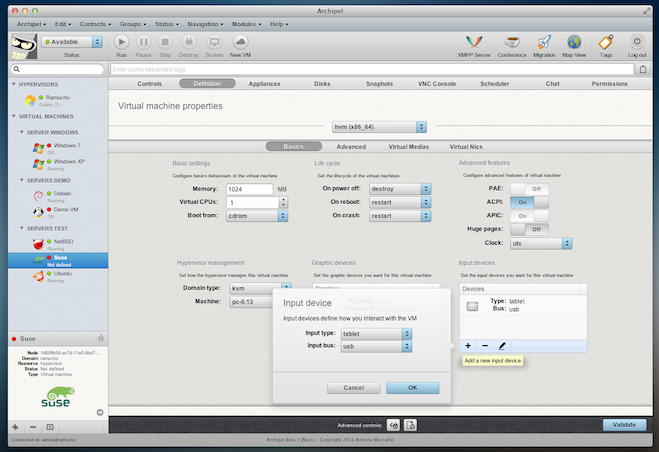 Archipel
Archipel Edit Contacts Groups Status Navigation Modules Help
Available
Status
Run Pause Stop Destroy Screen New VM
XMPP Server Conference Migration Map View Tags Log out
Enter coma separated tags
Controls Definition Appliances Disks Snapshots VNC Console Scheduler Chat Permissions
HYPERVISORS
Ramucho
Online (7)
VIRTUAL MACHINES
SERVER WINDOWS
Windows 7
Off
Windows XP
Running
SERVERS DEMO
Debian
Running
Demo VM
Off
SERVERS TEST
NetBSD
Running
Suse
Not defined
Ubuntu
Running
Virtual machine properties
hvm (x86_64)
Basics Advanced Virtual Medias Virtual Nics
Basic settings
Configure basics behaviours of the virtual machine
Memory: 1024 MB
Virtual CPUs: 1
Boot from: cdrom
Life cycle
Set the lifecycle of the virtual machine
On power off: destroy
On reboot: restart
On crash: restart
Advanced features
Configure advanced features of virtual machine
PAE: Off
ACPI: On
APIC: On
Huge pages: Off
Clock: utc
Hypervisor management
Set how the hypervisor manages this virtual machine
Domain type: kvm
Machine: pc-0.13
Graphic devices
Set the graphic devices you want for this virtual machine
Input devices
Set the input devices you want for this virtual machine
Devices
Type: tablet
Bus: usb
Add a new input device
Input device
Input devices define how you interact with the VM
Input type: tablet
Input bus: usb
Cancel OK
Suse
Node
Domain ramucho
Resource hypervisor
Status Not defined
Type Virtual machine
SUSE
Advanced controls:
Validate
Connected as admin@ramucho